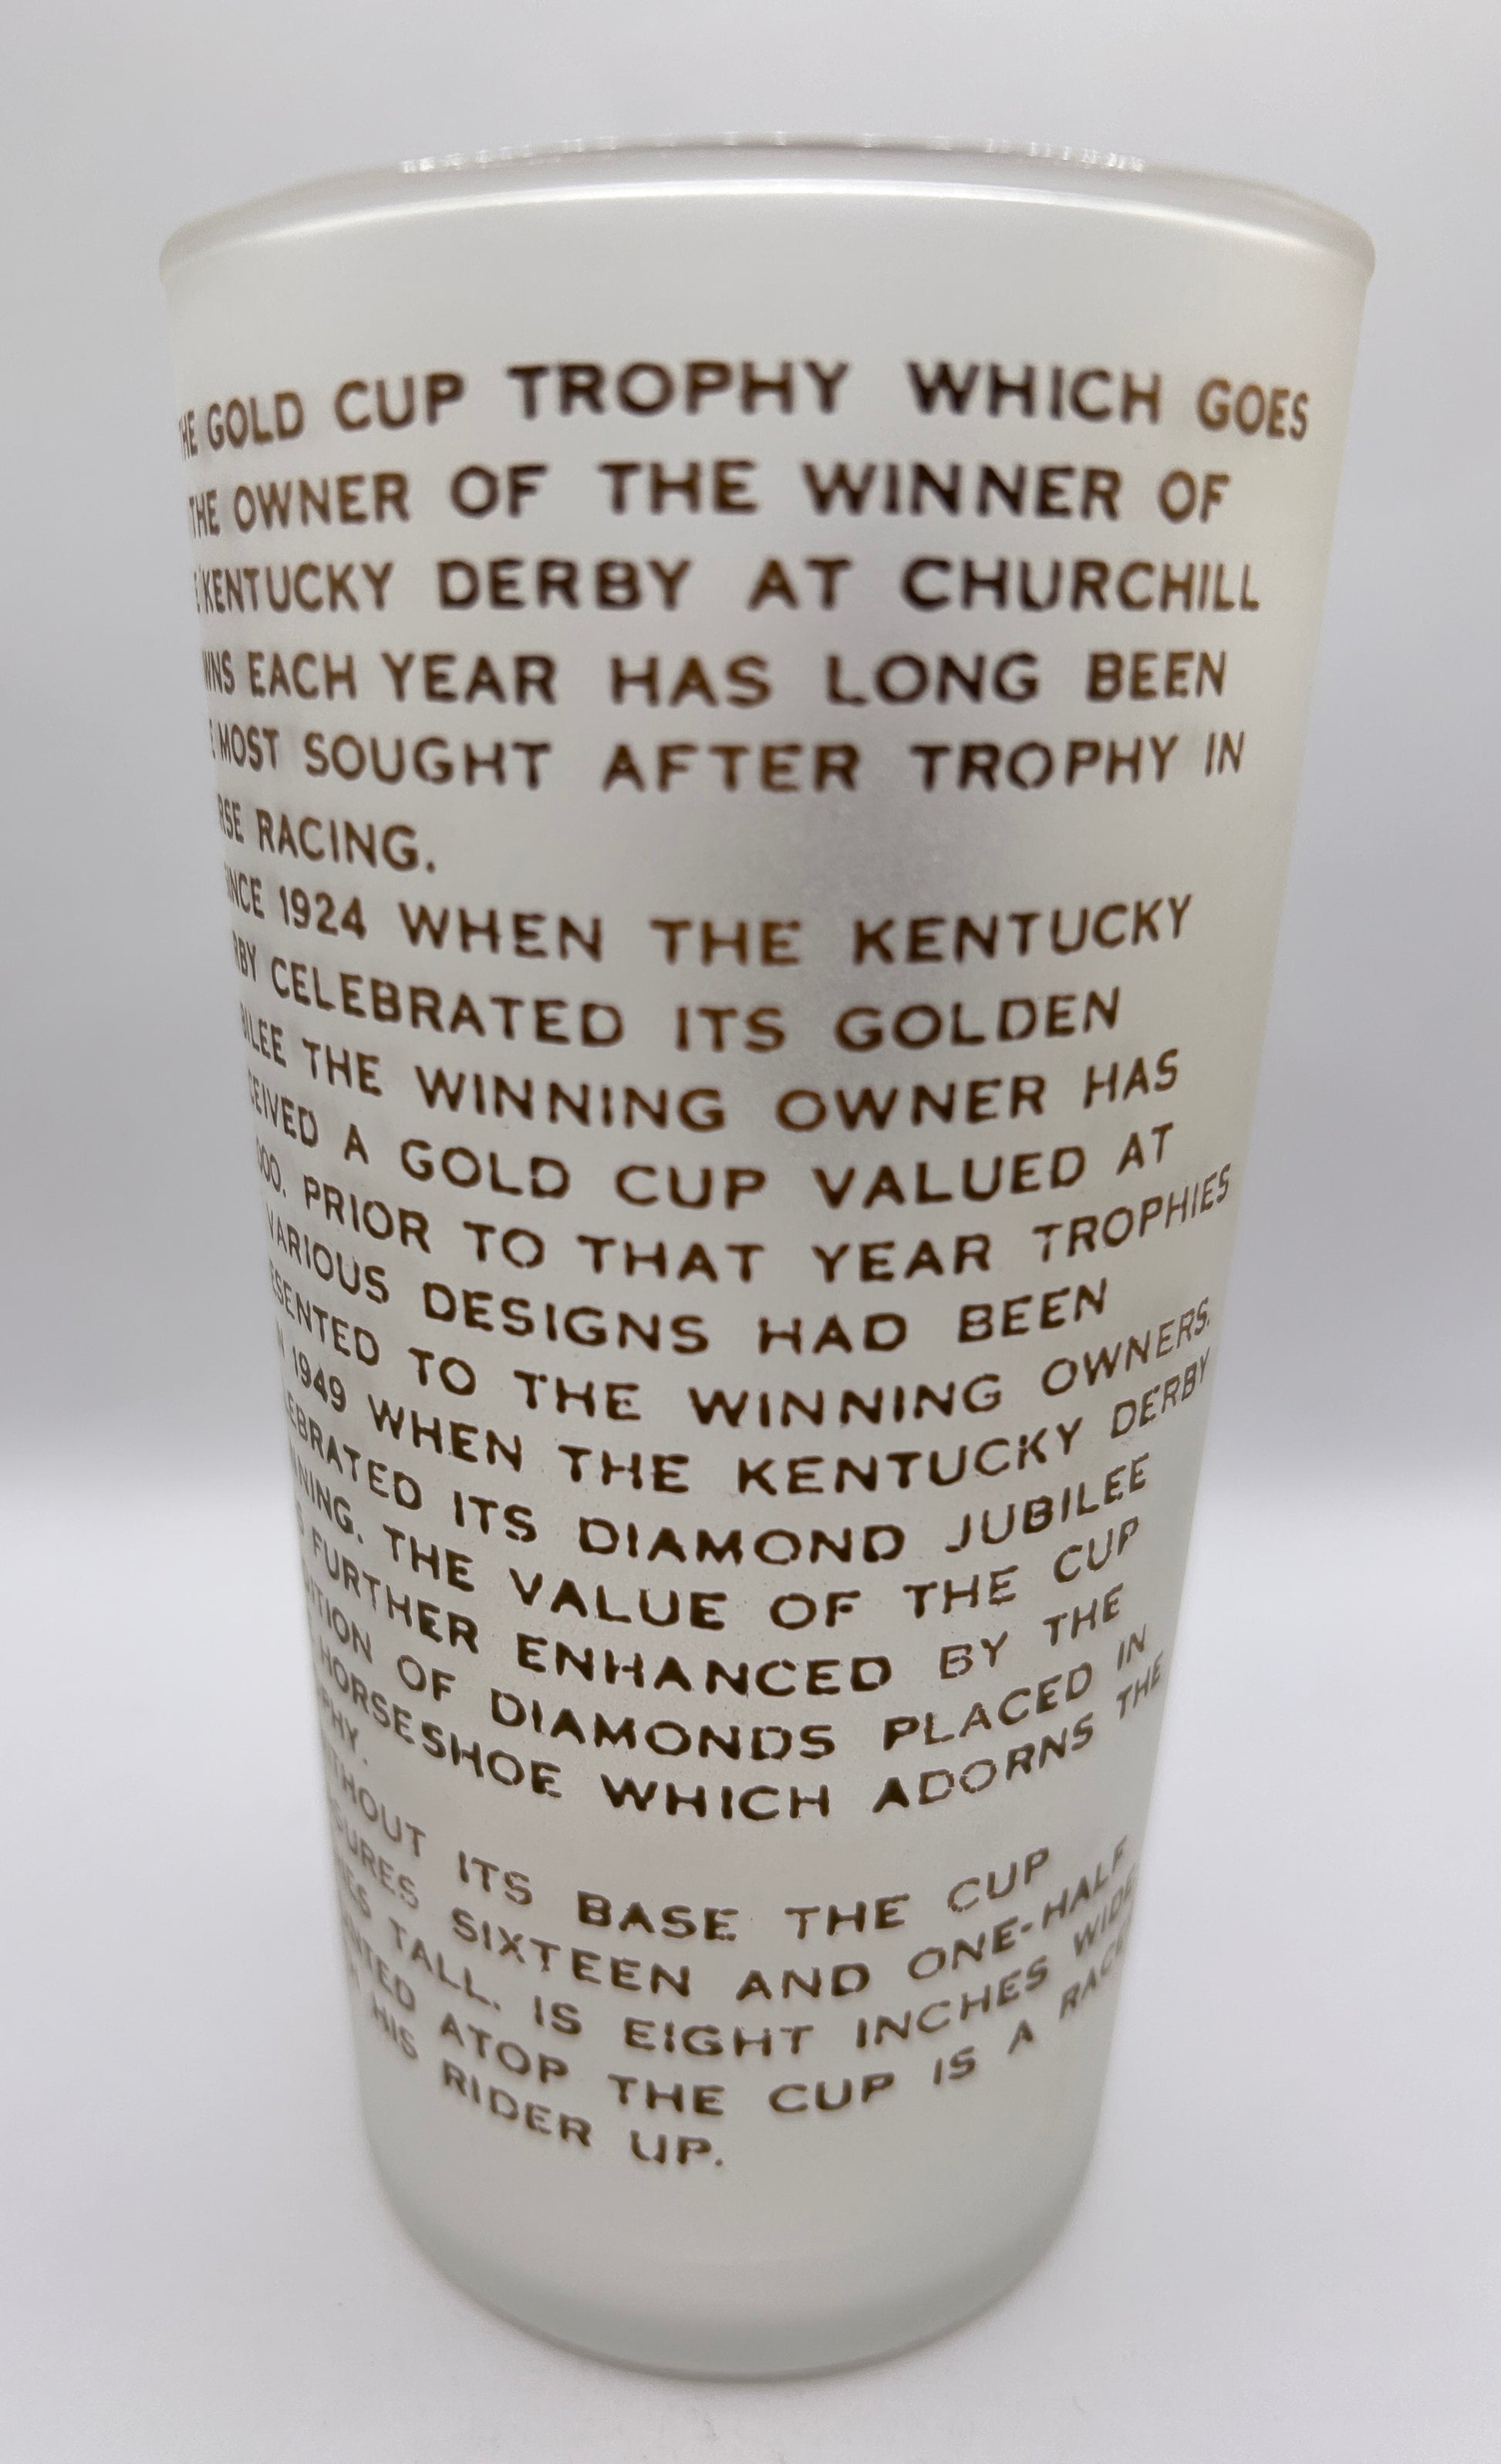 THE GOLD CUP TROPHY WHICH GOES
THE OWNER OF THE WINNER OF
KENTUCKY DERBY AT CHURCHILL
EACH YEAR HAS LONG BEEN
MOST SOUGHT AFTER TROPHY IN
RACING.
1924 WHEN THE KENTUCKY
CELEBRATED ITS GOLDEN
THE WINNING OWNER HAS
A GOLD CUP VALUED AT
PRIOR TO THAT YEAR TROPHIES
VARIOUS DESIGNS HAD BEEN
TO THE WINNING OWNERS.
1949 WHEN THE KENTUCKY DERBY
ITS DIAMOND JUBILEE
THE VALUE OF THE CUP
FURTHER ENHANCED BY THE
OF DIAMONDS PLACED IN
HORSESHOE WHICH ADORNS THE
ITS BASE THE CUP
SIXTEEN AND ONE-HALF
TALL. IS EIGHT INCHES WIDE
ATOP THE CUP IS A RACE
HIS RIDER UP.